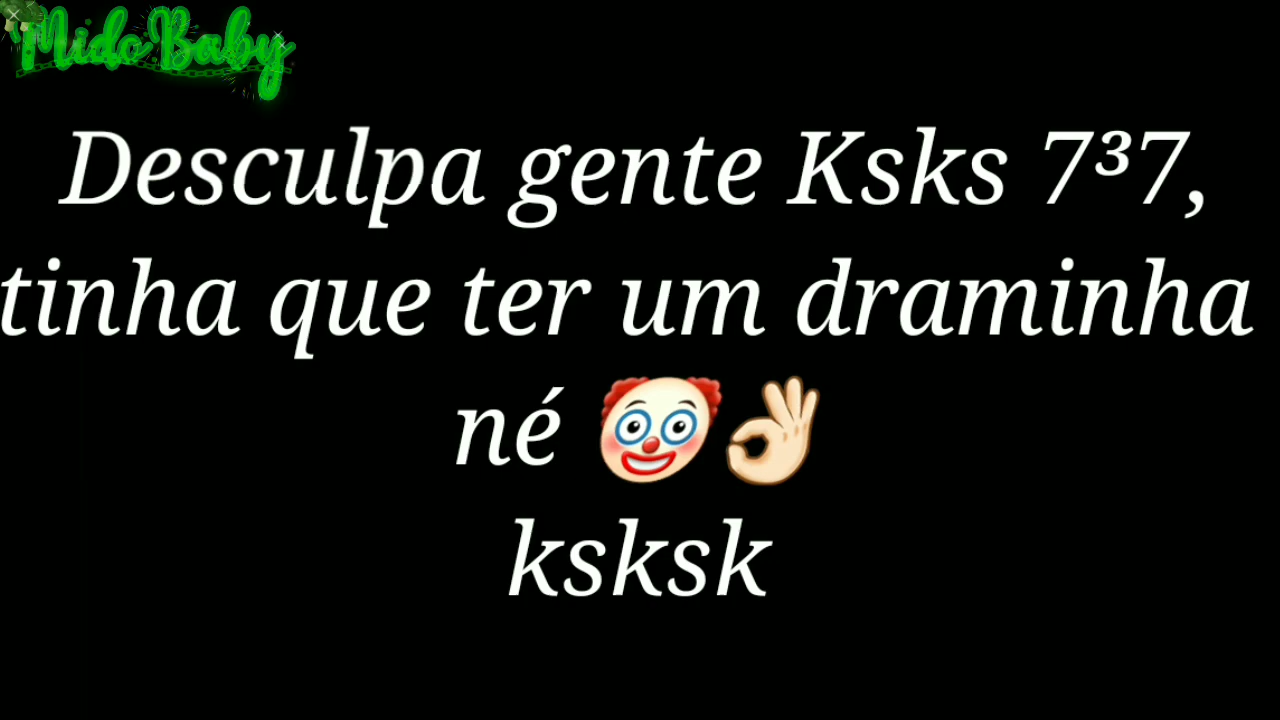 Mido Baby
Desculpa gente Ksks 7³7,
tinha que ter um draminha
né 🤡👌🏻
ksksk